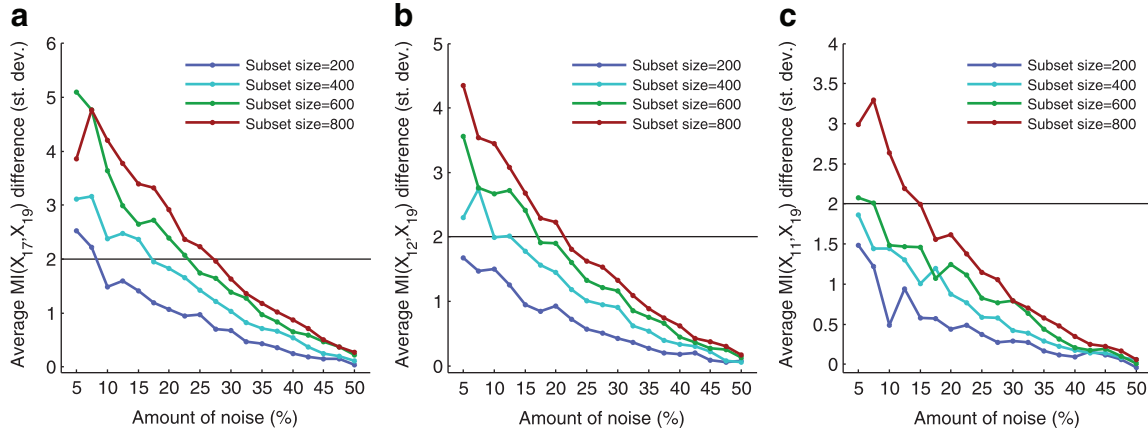 a
Average MI(X17,X19) difference (st. dev.)
6
5
4
3
2
1
0
Subset size=200
Subset size=400
Subset size=600
Subset size=800
5 10 15 20 25 30 35 40 45 50
Amount of noise (%)
b
Average MI(X12,X19) difference (st. dev.)
5
4
3
2
1
0
Subset size=200
Subset size=400
Subset size=600
Subset size=800
5 10 15 20 25 30 35 40 45 50
Amount of noise (%)
c
Average MI(X11,X19) difference (st. dev.)
4
3.5
3
2.5
2
1.5
1
0.5
0
Subset size=200
Subset size=400
Subset size=600
Subset size=800
5 10 15 20 25 30 35 40 45 50
Amount of noise (%)